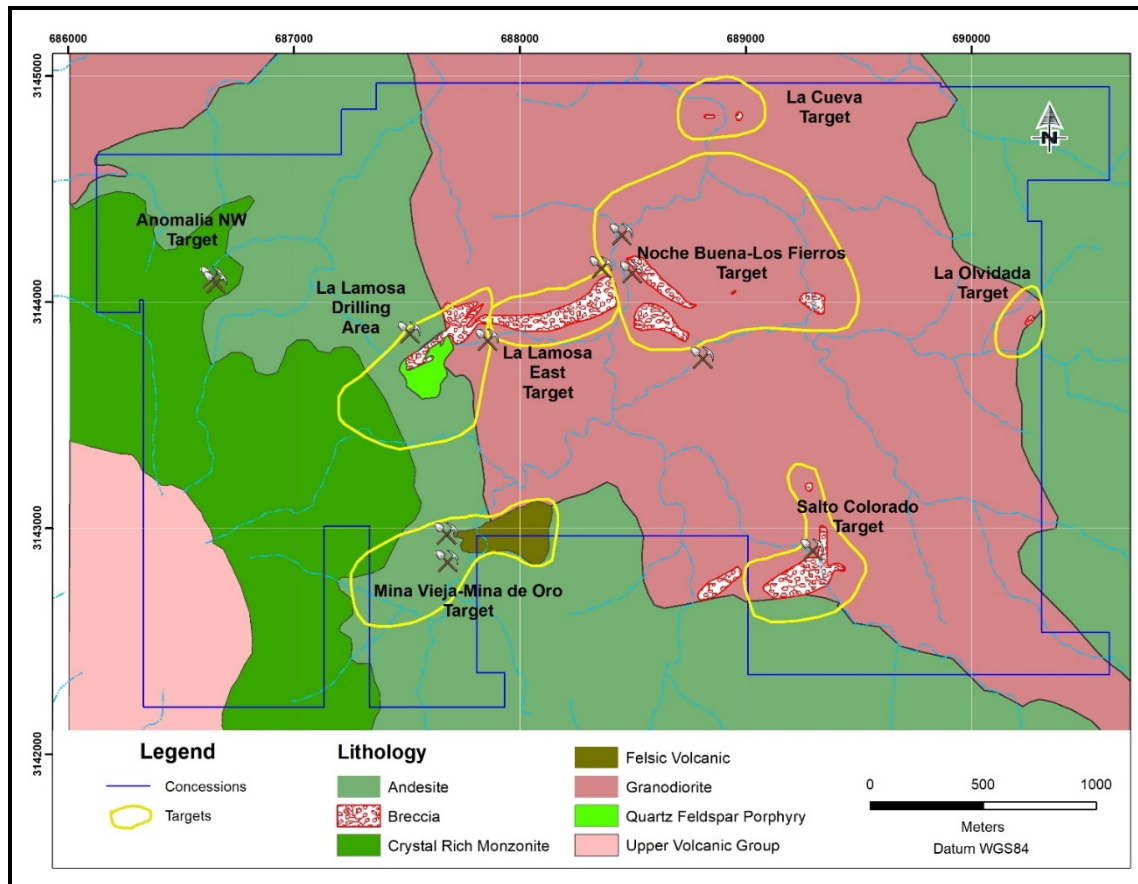 686000
687000
688000
689000
690000
3145000
3144000
3143000
3142000
La Cueva
Target
N
Anomalia NW
Target
Noche Buena-Los Fierros
Target
La Olvidada
Target
La Lamosa
Drilling
Area
La Lamosa
East
Target
Salto Colorado
Target
Mina Vieja-Mina de Oro
Target
Legend
Concessions
Targets
Lithology
Andesite
Breccia
Crystal Rich Monzonite
Felsic Volcanic
Granodiorite
Quartz Feldspar Porphyry
Upper Volcanic Group
0 500 1000
Meters
Datum WGS84